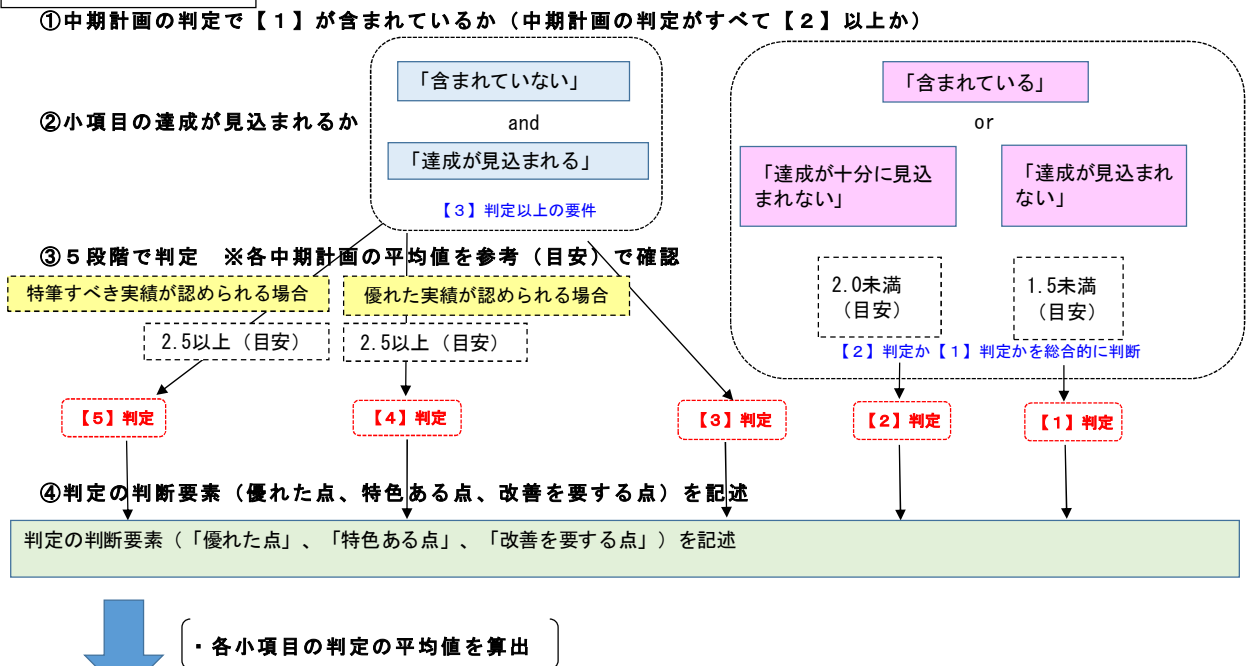 ①中期計画の判定で【１】が含まれているか（中期計画の判定がすべて【２】以上か）
「含まれていない」
「含まれている」
②小項目の達成が見込まれるか
and
or
「達成が見込まれる」
「達成が十分に見込
まれない」
「達成が見込まれ
ない」
【３】判定以上の要件
③５段階で判定　※各中期計画の平均値を参考（目安）で確認
特筆すべき実績が認められる場合
優れた実績が認められる場合
2.0未満
（目安）
1.5未満
（目安）
2.5以上（目安）
2.5以上（目安）
【２】判定か【１】判定かを総合的に判断
【５】判定
【４】判定
【３】判定
【２】判定
【１】判定
④判定の判断要素（優れた点、特色ある点、改善を要する点）を記述
判定の判断要素（「優れた点」、「特色ある点」、「改善を要する点」）を記述
・各小項目の判定の平均値を算出